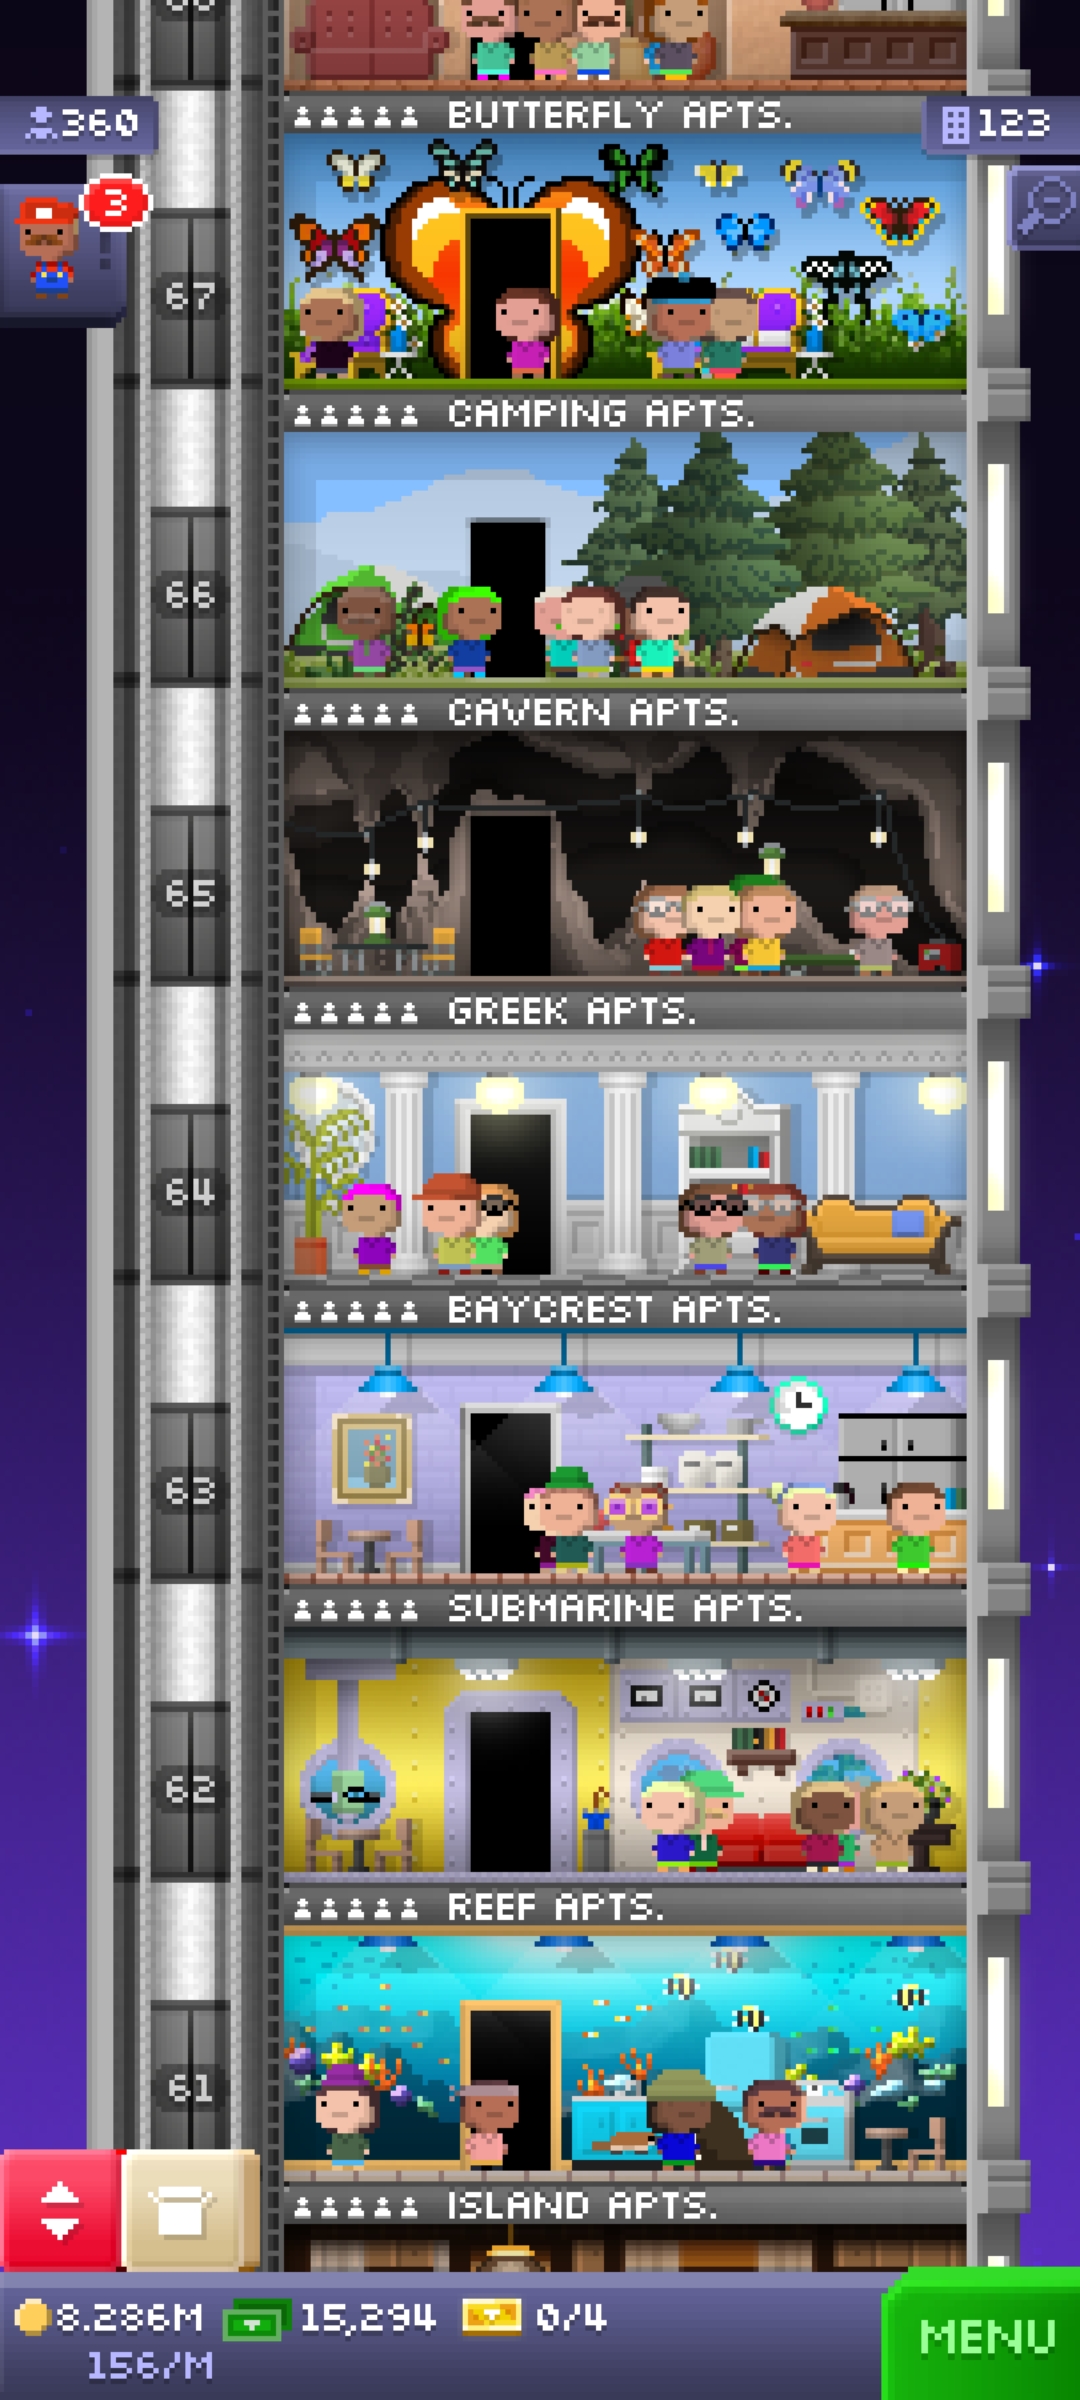 BUTTERFLY APTS.
360
123
3
67
CAMPING APTS.
66
CAVERN APTS.
65
GREEK APTS.
64
BAYCREST APTS.
63
SUBMARINE APTS.
62
REEF APTS.
61
ISLAND APTS.
8.286M 15,294 0/4
156/M
MENU